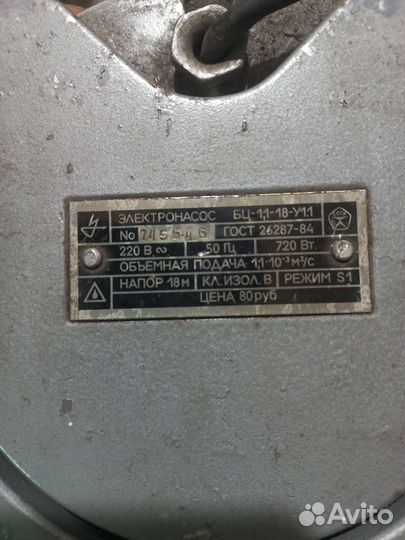 ЭЛЕКТРОНАСОС БЦ-1,1-18-У1.1
No 745546 ГОСТ 26287-84
220 В ∾ 50 Гц 720 Вт.
ОБЪЕМНАЯ ПОДАЧА 1,1·10⁻³ м³/с
НАПОР 18 м КЛ. ИЗОЛ. В РЕЖИМ S1
ЦЕНА 80 руб
Avito